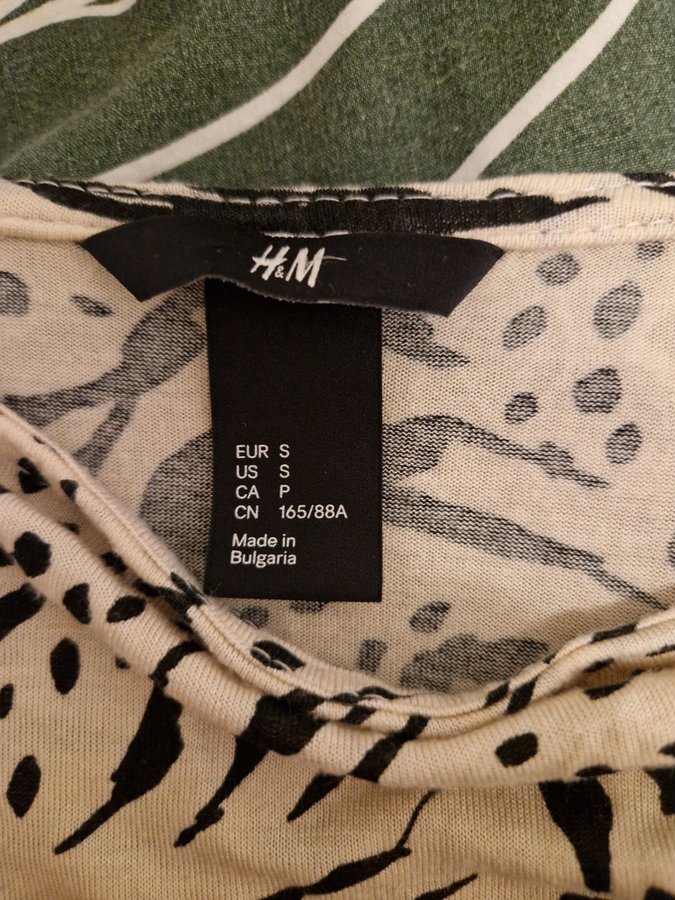 H&M
EUR S
US S
CA P
CN 165/88A
Made in
Bulgaria